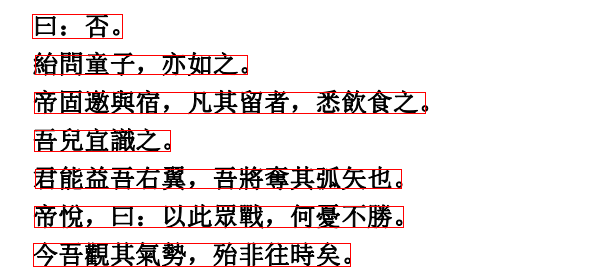 曰：否。
紿問童子，亦如之。
帝固邀與宿，凡其留者，悉飲食之。
吾兒宜識之。
君能益吾右翼，吾將奪其弧矢也。
帝悅，曰：以此眾戰，何憂不勝。
今吾觀其氣勢，殆非往時矣。